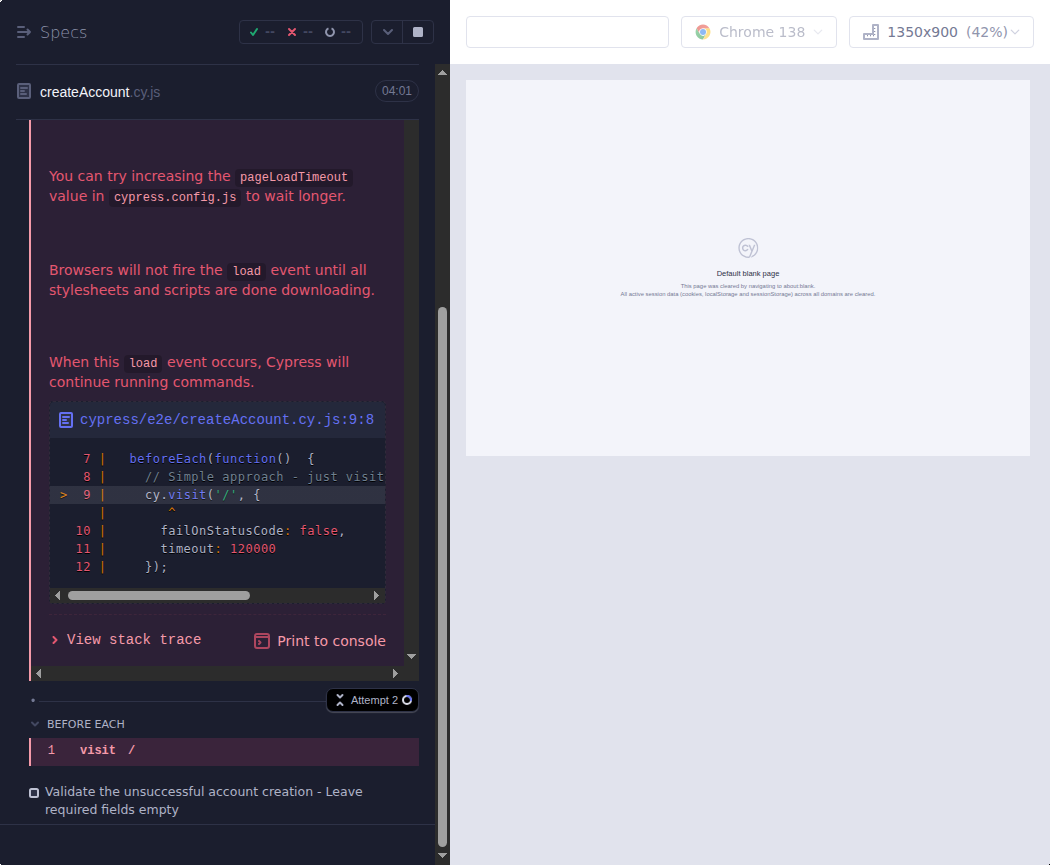 Specs
-- -- --
createAccount.cy.js 04:01
You can try increasing the pageLoadTimeout
value in cypress.config.js to wait longer.
Browsers will not fire the load event until all
stylesheets and scripts are done downloading.
When this load event occurs, Cypress will
continue running commands.
cypress/e2e/createAccount.cy.js:9:8
7 | beforeEach(function() {
8 | // Simple approach - just visit
> 9 | cy.visit('/', {
| ^
10 | failOnStatusCode: false,
11 | timeout: 120000
12 | });
View stack trace
Print to console
Attempt 2
BEFORE EACH
1 visit /
Validate the unsuccessful account creation - Leave
required fields empty
Chrome 138
1350x900 (42%)
cy
Default blank page
This page was cleared by navigating to about:blank.
All active session data (cookies, localStorage and sessionStorage) across all domains are cleared.